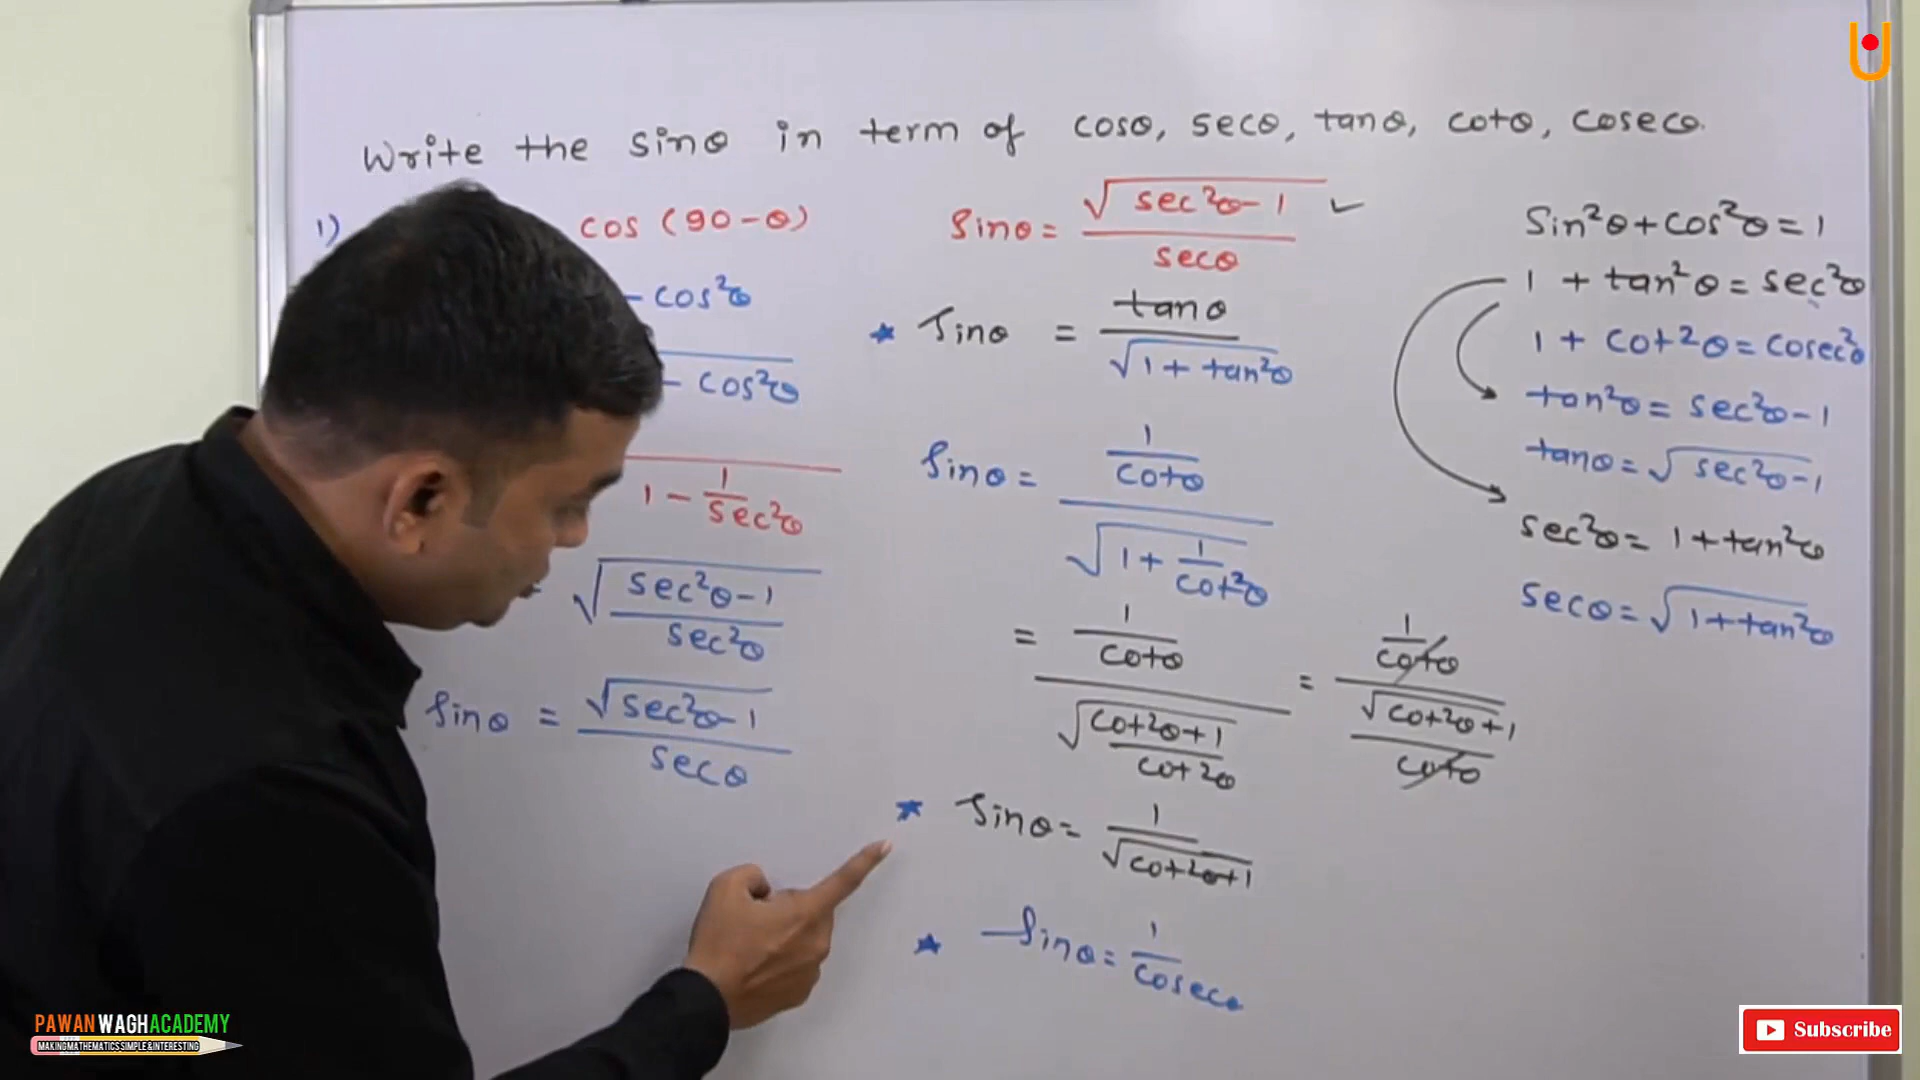 Write the sinθ in term of cosθ, secθ, tanθ, cotθ, cosecθ.
1)
cos (90-θ)
- cos²θ
- cos²θ
1 - 1/sec²θ
√(sec²θ-1 / sec²θ)
sinθ = √(sec²θ-1) / secθ
sinθ = √(sec²θ-1) / secθ ✓
★ sinθ = tanθ / √(1+tan²θ)
sinθ = (1/cotθ) / √(1 + 1/cot²θ)
= (1/cotθ) / √(cot²θ+1 / cot²θ) = (1/cotθ) / (√(cot²θ+1) / cotθ)
★ sinθ = 1/√(cot²θ+1)
★ sinθ = 1/cosecθ
sin²θ+cos²θ=1
1 + tan²θ = sec²θ
1 + cot²θ = cosec²θ
tan²θ = sec²θ-1
tanθ = √(sec²θ-1)
sec²θ = 1+tan²θ
secθ = √(1+tan²θ)
PAWAN WAGH ACADEMY
MAKING MATHEMATICS SIMPLE & INTERESTING
Subscribe